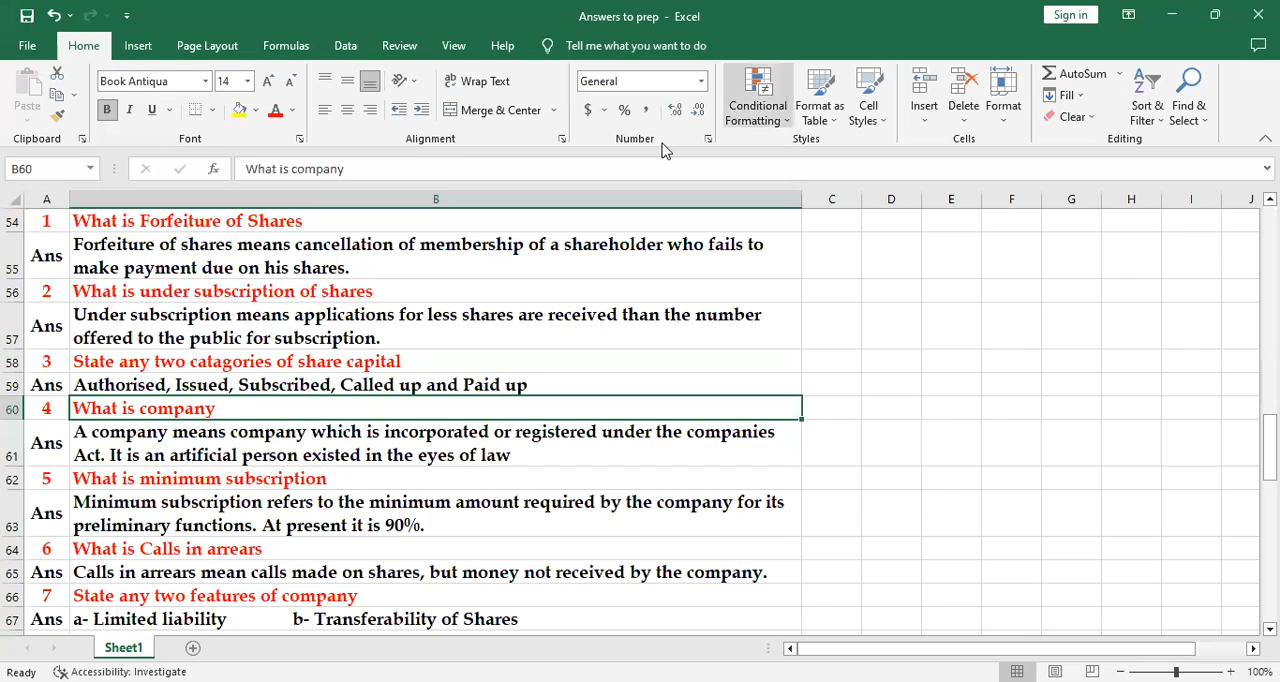 Answers to prep - Excel
Sign in
File Home Insert Page Layout Formulas Data Review View Help Tell me what you want to do
Paste
Clipboard
Book Antiqua 14
B I U
Font
Wrap Text
Merge & Center
Alignment
General
$ % ,
Number
Conditional Formatting
Format as Table
Cell Styles
Styles
Insert Delete Format
Cells
AutoSum
Fill
Clear
Sort & Filter
Find & Select
Editing
B60 fx What is company
A B C D E F G H I J
54 1 What is Forfeiture of Shares
55 Ans Forfeiture of shares means cancellation of membership of a shareholder who fails to
make payment due on his shares.
56 2 What is under subscription of shares
57 Ans Under subscription means applications for less shares are received than the number
offered to the public for subscription.
58 3 State any two catagories of share capital
59 Ans Authorised, Issued, Subscribed, Called up and Paid up
60 4 What is company
61 Ans A company means company which is incorporated or registered under the companies
Act. It is an artificial person existed in the eyes of law
62 5 What is minimum subscription
63 Ans Minimum subscription refers to the minimum amount required by the company for its
preliminary functions. At present it is 90%.
64 6 What is Calls in arrears
65 Ans Calls in arrears mean calls made on shares, but money not received by the company.
66 7 State any two features of company
67 Ans a- Limited liability b- Transferability of Shares
Sheet1
Ready Accessibility: Investigate 100%